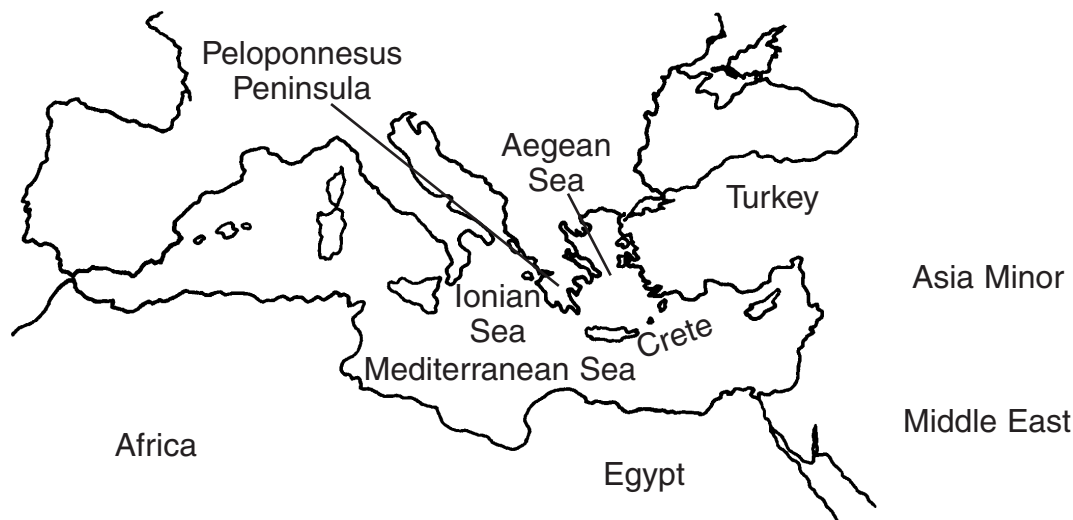 Peloponnesus
Peninsula
Aegean
Sea
Turkey
Asia Minor
Ionian
Sea
Crete
Mediterranean Sea
Middle East
Africa
Egypt